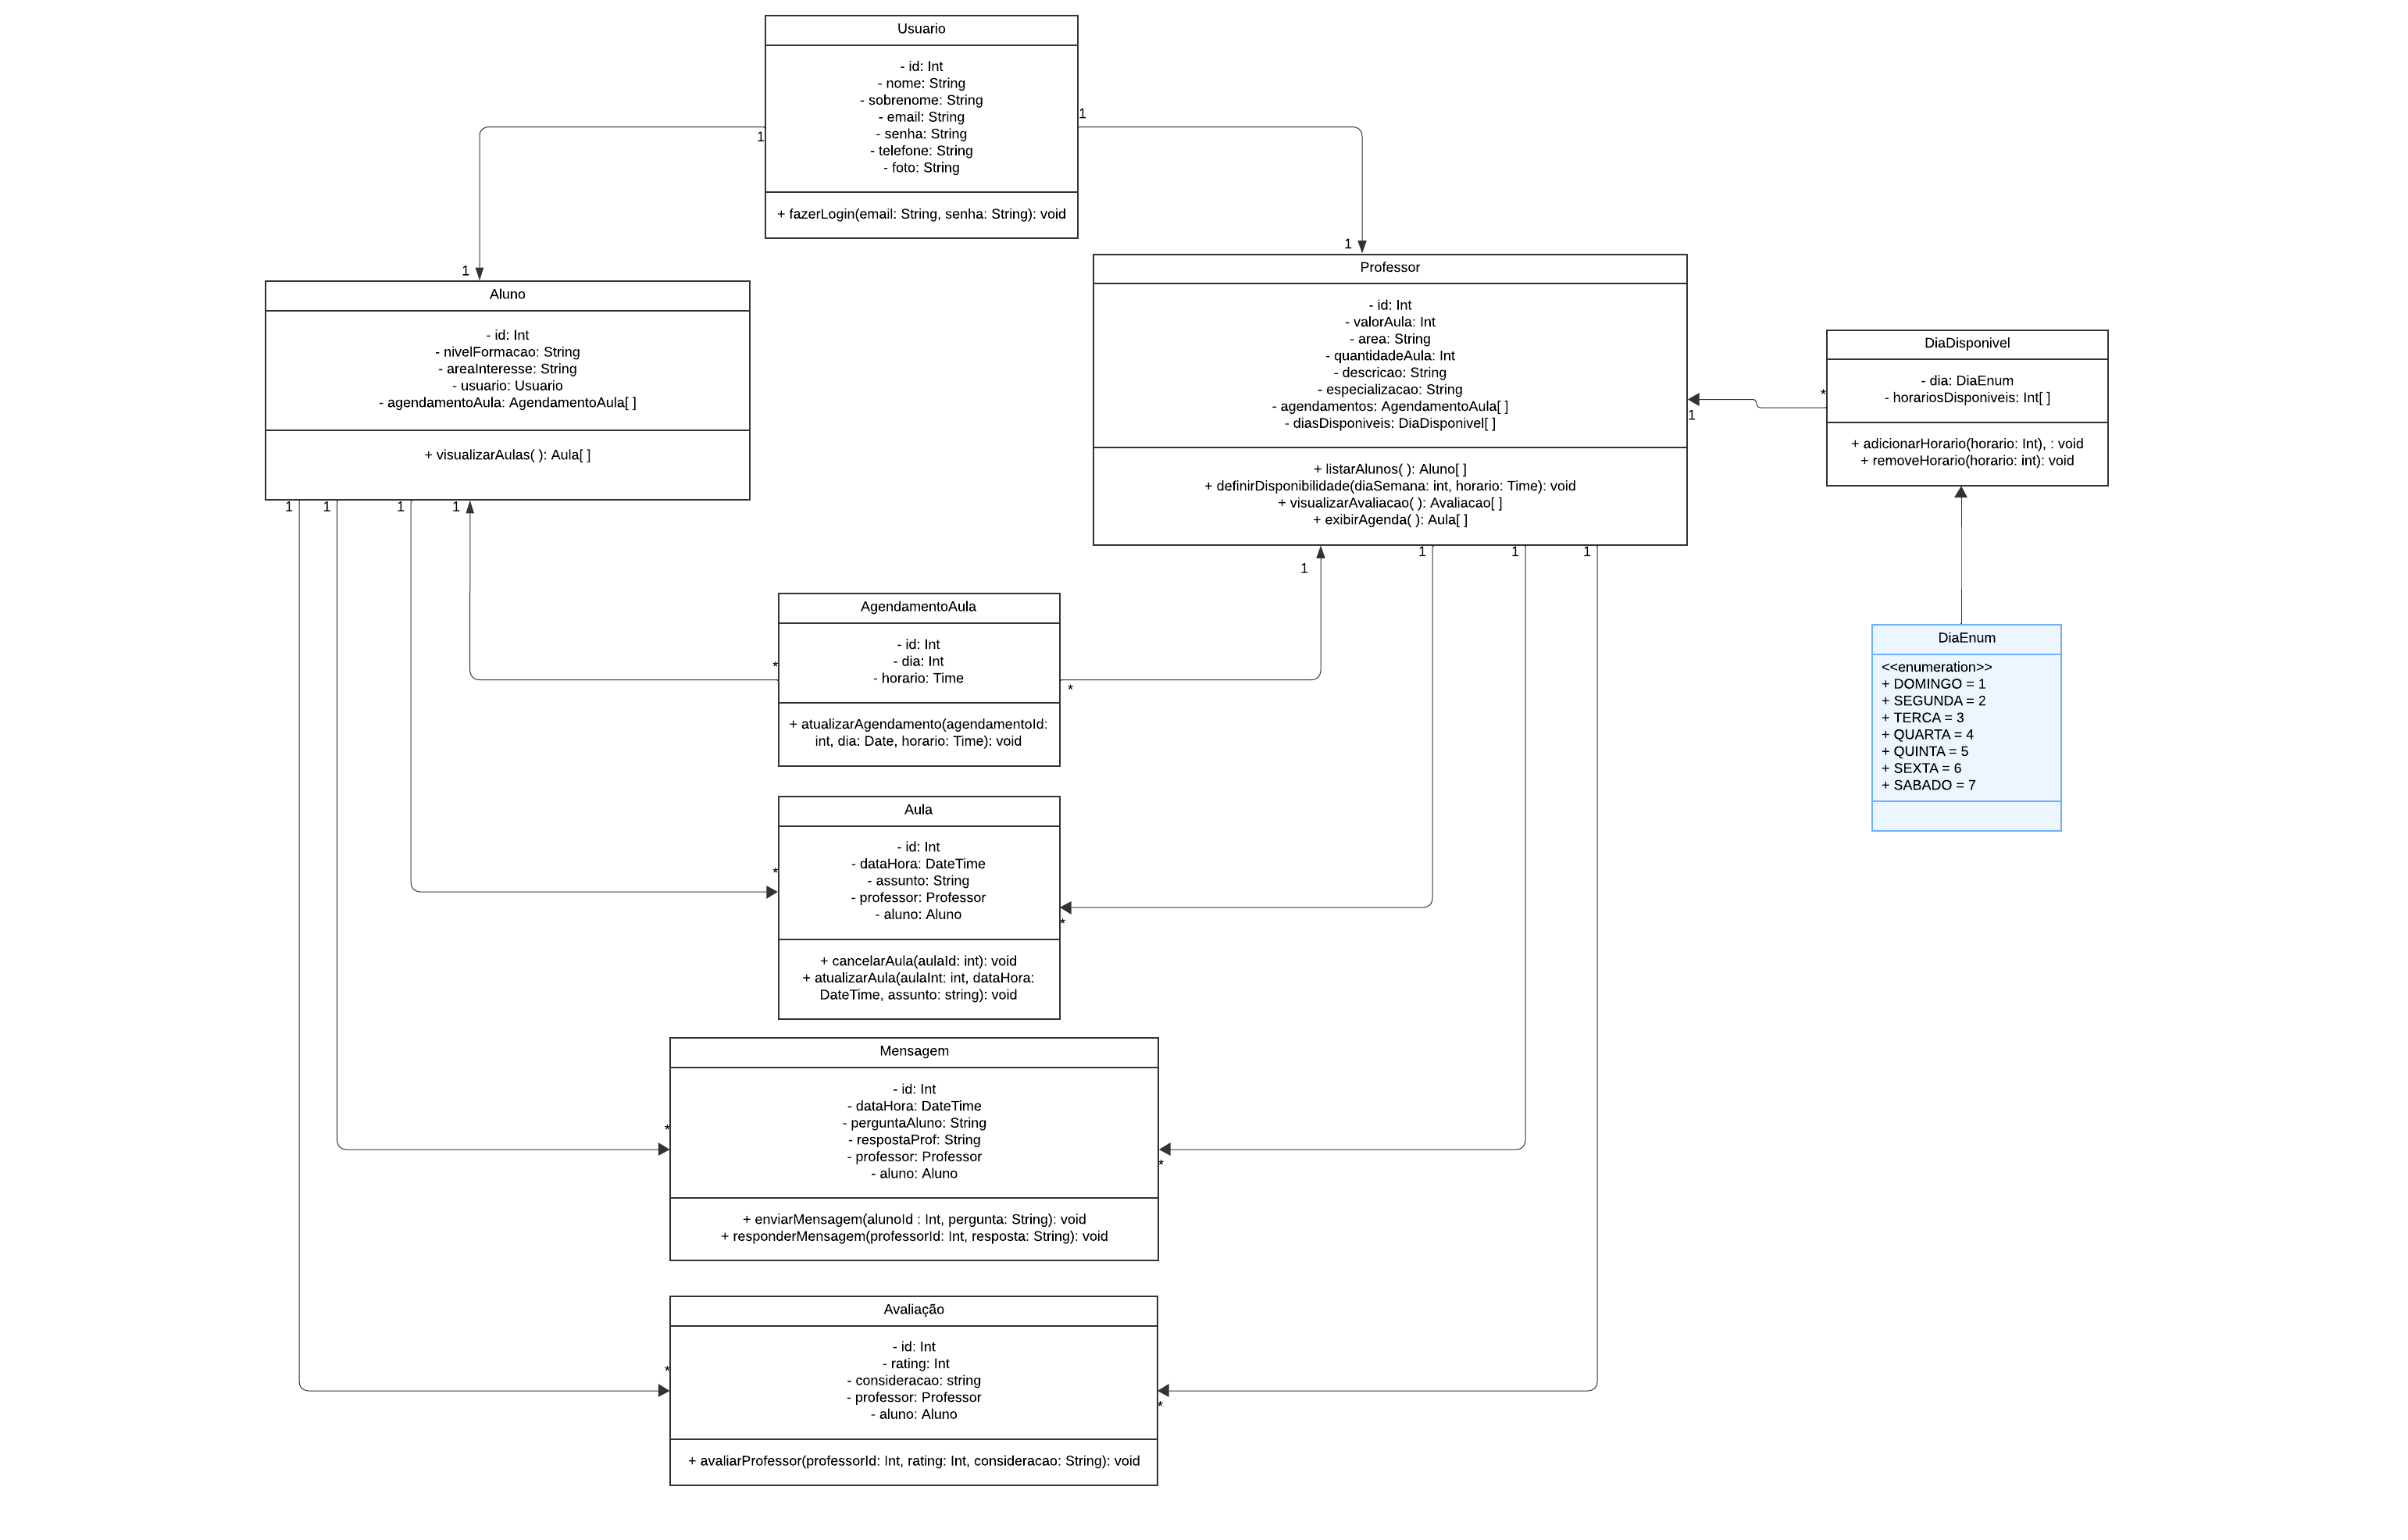 Usuario
- id: Int
- nome: String
- sobrenome: String
- email: String
- senha: String
- telefone: String
- foto: String
+ fazerLogin(email: String, senha: String): void
1
1
1
1
Aluno
- id: Int
- nivelFormacao: String
- areaInteresse: String
- usuario: Usuario
- agendamentoAula: AgendamentoAula[ ]
+ visualizarAulas( ): Aula[ ]
1
1
1
1
Professor
- id: Int
- valorAula: Int
- area: String
- quantidadeAula: Int
- descricao: String
- especializacao: String
- agendamentos: AgendamentoAula[ ]
- diasDisponiveis: DiaDisponivel[ ]
+ listarAlunos( ): Aluno[ ]
+ definirDisponibilidade(diaSemana: int, horario: Time): void
+ visualizarAvaliacao( ): Avaliacao[ ]
+ exibirAgenda( ): Aula[ ]
1
1
1
1
1
*
DiaDisponivel
- dia: DiaEnum
- horariosDisponiveis: Int[ ]
+ adicionarHorario(horario: Int), : void
+ removeHorario(horario: int): void
DiaEnum
<<enumeration>>
+ DOMINGO = 1
+ SEGUNDA = 2
+ TERCA = 3
+ QUARTA = 4
+ QUINTA = 5
+ SEXTA = 6
+ SABADO = 7
AgendamentoAula
- id: Int
- dia: Int
- horario: Time
+ atualizarAgendamento(agendamentoId:
int, dia: Date, horario: Time): void
*
*
Aula
- id: Int
- dataHora: DateTime
- assunto: String
- professor: Professor
- aluno: Aluno
+ cancelarAula(aulaId: int): void
+ atualizarAula(aulaInt: int, dataHora:
DateTime, assunto: string): void
*
*
Mensagem
- id: Int
- dataHora: DateTime
- perguntaAluno: String
- respostaProf: String
- professor: Professor
- aluno: Aluno
+ enviarMensagem(alunoId : Int, pergunta: String): void
+ responderMensagem(professorId: Int, resposta: String): void
*
*
Avaliação
- id: Int
- rating: Int
- consideracao: string
- professor: Professor
- aluno: Aluno
+ avaliarProfessor(professorId: Int, rating: Int, consideracao: String): void
*
*